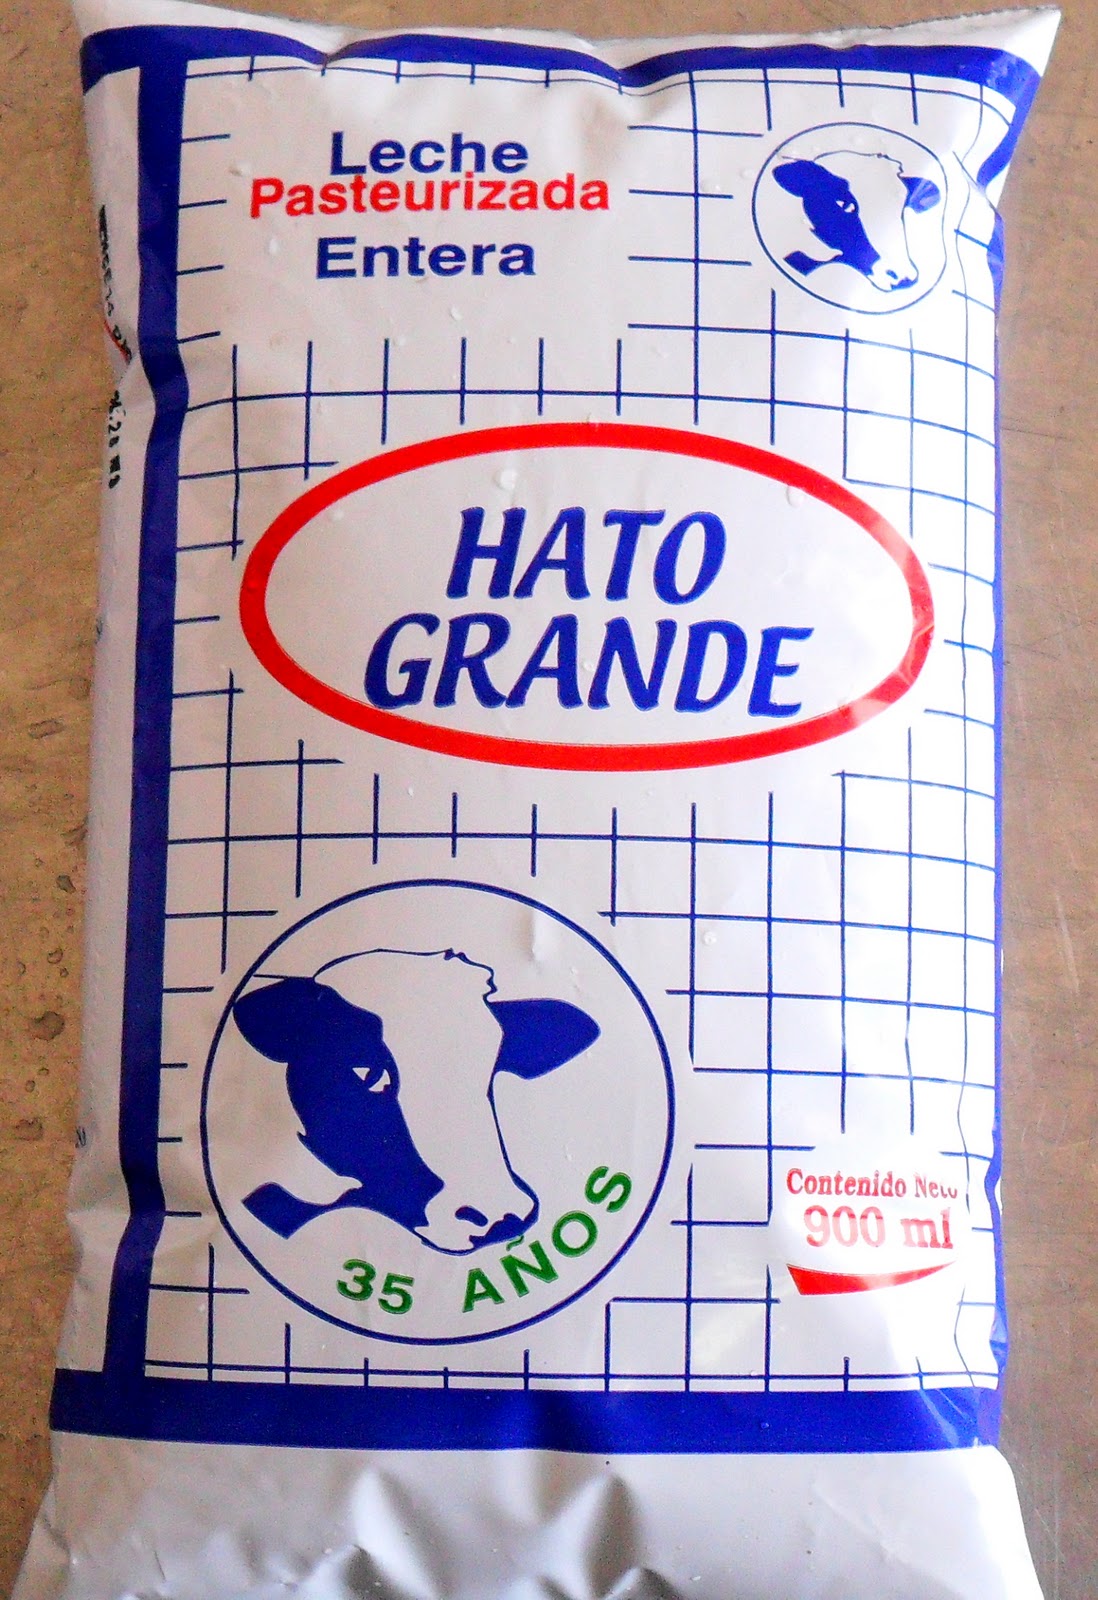 Leche
Pasteurizada
Entera
HATO
GRANDE
35 AÑOS
Contenido Neto
900 ml